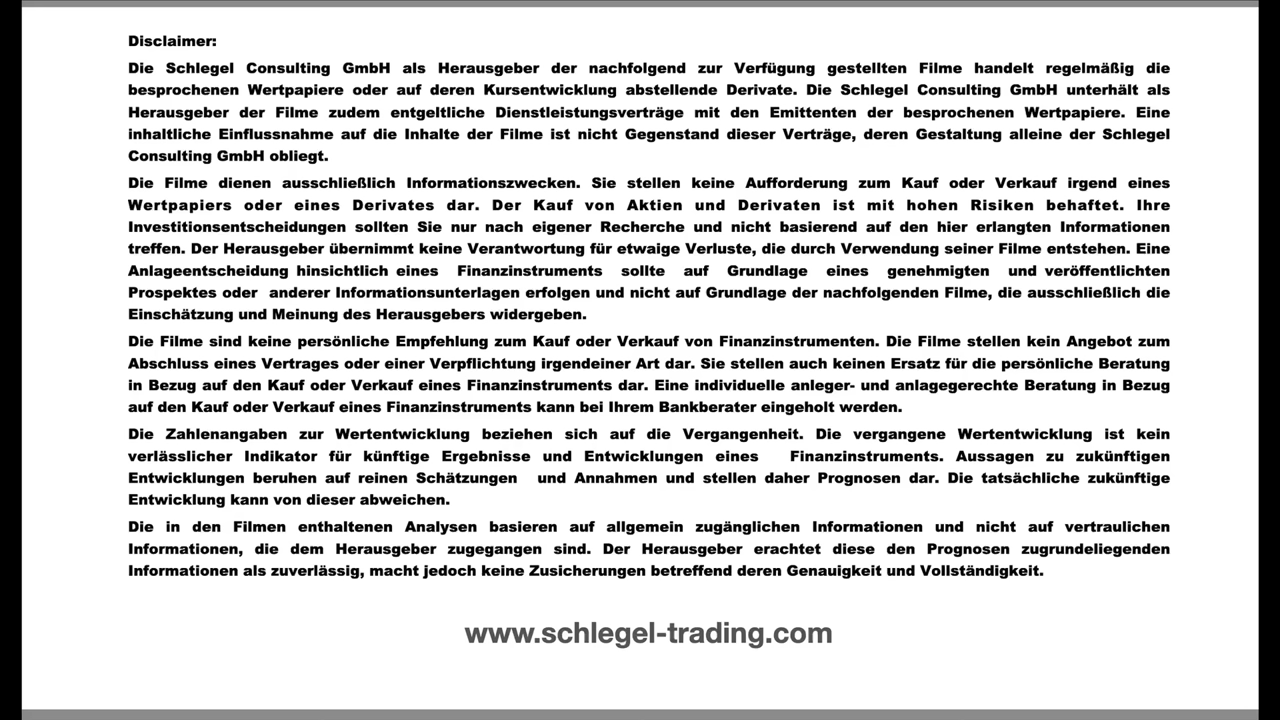 Disclaimer:
Die Schlegel Consulting GmbH als Herausgeber der nachfolgend zur Verfügung gestellten Filme handelt regelmäßig die
besprochenen Wertpapiere oder auf deren Kursentwicklung abstellende Derivate. Die Schlegel Consulting GmbH unterhält als
Herausgeber der Filme zudem entgeltliche Dienstleistungsverträge mit den Emittenten der besprochenen Wertpapiere. Eine
inhaltliche Einflussnahme auf die Inhalte der Filme ist nicht Gegenstand dieser Verträge, deren Gestaltung alleine der Schlegel
Consulting GmbH obliegt.
Die Filme dienen ausschließlich Informationszwecken. Sie stellen keine Aufforderung zum Kauf oder Verkauf irgend eines
Wertpapiers oder eines Derivates dar. Der Kauf von Aktien und Derivaten ist mit hohen Risiken behaftet. Ihre
Investitionsentscheidungen sollten Sie nur nach eigener Recherche und nicht basierend auf den hier erlangten Informationen
treffen. Der Herausgeber übernimmt keine Verantwortung für etwaige Verluste, die durch Verwendung seiner Filme entstehen. Eine
Anlageentscheidung hinsichtlich eines Finanzinstruments sollte auf Grundlage eines genehmigten und veröffentlichten
Prospektes oder anderer Informationsunterlagen erfolgen und nicht auf Grundlage der nachfolgenden Filme, die ausschließlich die
Einschätzung und Meinung des Herausgebers widergeben.
Die Filme sind keine persönliche Empfehlung zum Kauf oder Verkauf von Finanzinstrumenten. Die Filme stellen kein Angebot zum
Abschluss eines Vertrages oder einer Verpflichtung irgendeiner Art dar. Sie stellen auch keinen Ersatz für die persönliche Beratung
in Bezug auf den Kauf oder Verkauf eines Finanzinstruments dar. Eine individuelle anleger- und anlagegerechte Beratung in Bezug
auf den Kauf oder Verkauf eines Finanzinstruments kann bei Ihrem Bankberater eingeholt werden.
Die Zahlenangaben zur Wertentwicklung beziehen sich auf die Vergangenheit. Die vergangene Wertentwicklung ist kein
verlässlicher Indikator für künftige Ergebnisse und Entwicklungen eines Finanzinstruments. Aussagen zu zukünftigen
Entwicklungen beruhen auf reinen Schätzungen und Annahmen und stellen daher Prognosen dar. Die tatsächliche zukünftige
Entwicklung kann von dieser abweichen.
Die in den Filmen enthaltenen Analysen basieren auf allgemein zugänglichen Informationen und nicht auf vertraulichen
Informationen, die dem Herausgeber zugegangen sind. Der Herausgeber erachtet diese den Prognosen zugrundeliegenden
Informationen als zuverlässig, macht jedoch keine Zusicherungen betreffend deren Genauigkeit und Vollständigkeit.
www.schlegel-trading.com